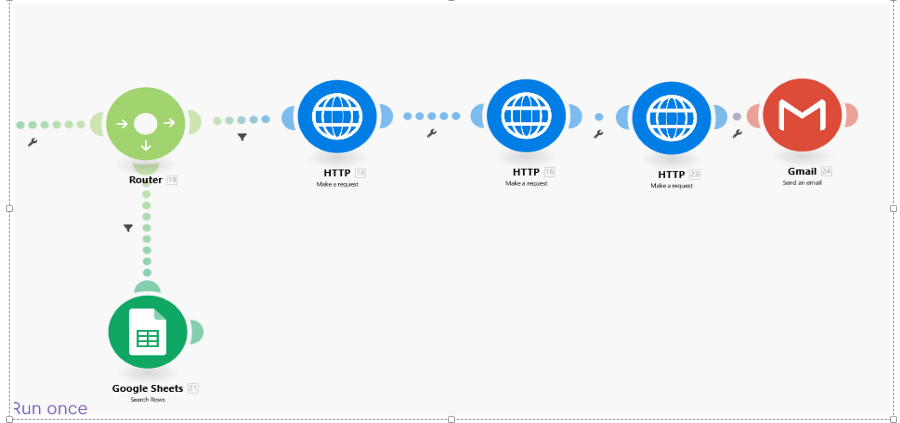 Router 19
HTTP 13
Make a request
HTTP 16
Make a request
HTTP 23
Make a request
Gmail 24
Send an email
Google Sheets 21
Search Rows
Run once